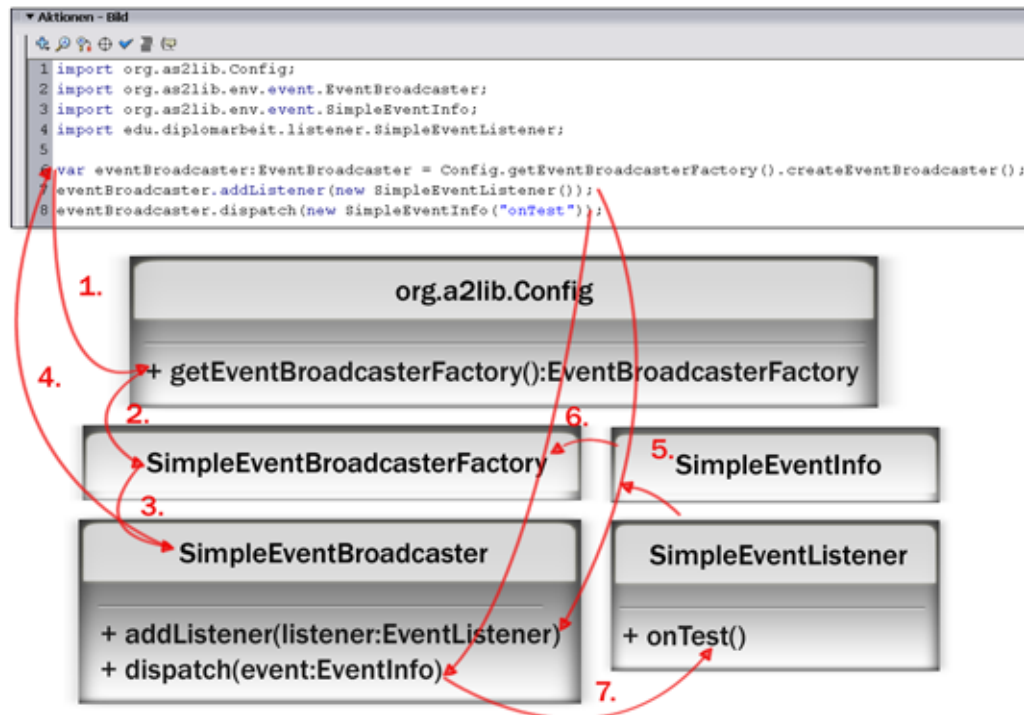 ▼ Aktionen - Bild
1 import org.as2lib.Config;
2 import org.as2lib.env.event.EventBroadcaster;
3 import org.as2lib.env.event.SimpleEventInfo;
4 import edu.diplomarbeit.listener.SimpleEventListener;
5
6 var eventBroadcaster:EventBroadcaster = Config.getEventBroadcasterFactory().createEventBroadcaster();
7 eventBroadcaster.addListener(new SimpleEventListener());
8 eventBroadcaster.dispatch(new SimpleEventInfo("onTest"));
1.
org.a2lib.Config
+ getEventBroadcasterFactory():EventBroadcasterFactory
4.
2.
6.
SimpleEventBroadcasterFactory
5.
SimpleEventInfo
3.
SimpleEventBroadcaster
+ addListener(listener:EventListener)
+ dispatch(event:EventInfo)
SimpleEventListener
+ onTest()
7.